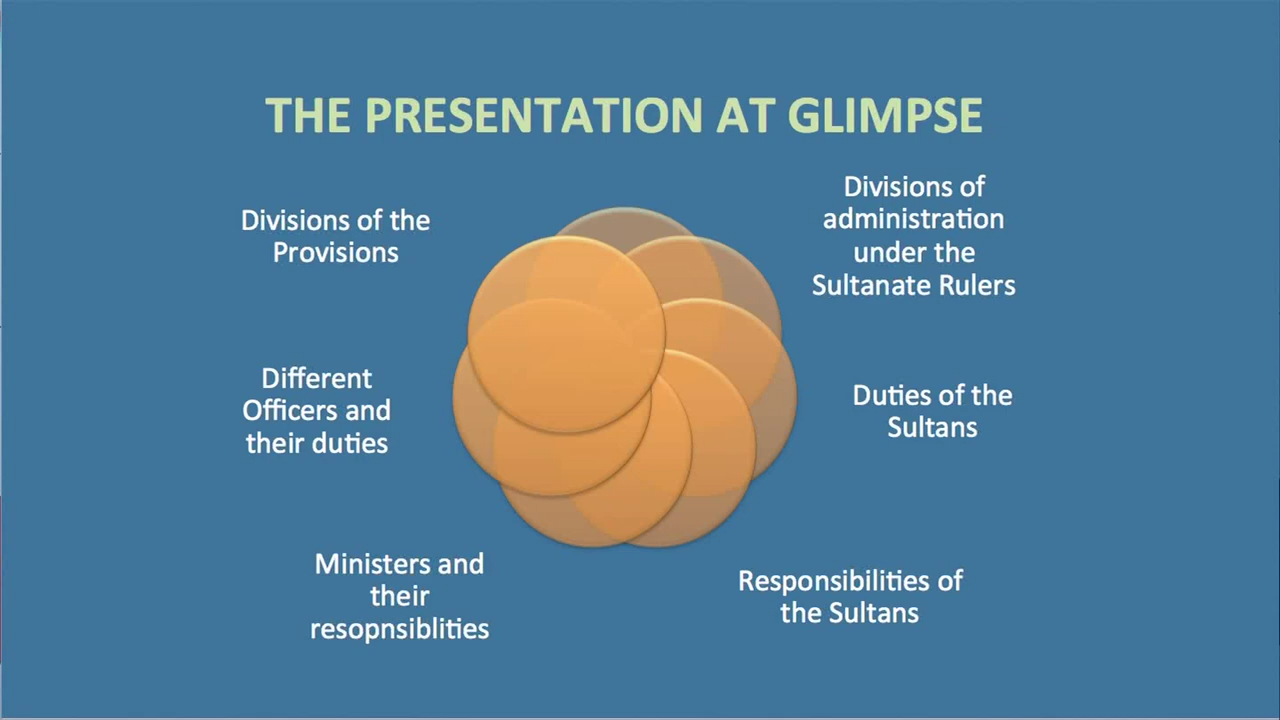 THE PRESENTATION AT GLIMPSE
Divisions of
administration
under the
Sultanate Rulers
Duties of the
Sultans
Responsibilities of
the Sultans
Ministers and
their
resopnsiblities
Different
Officers and
their duties
Divisions of the
Provisions